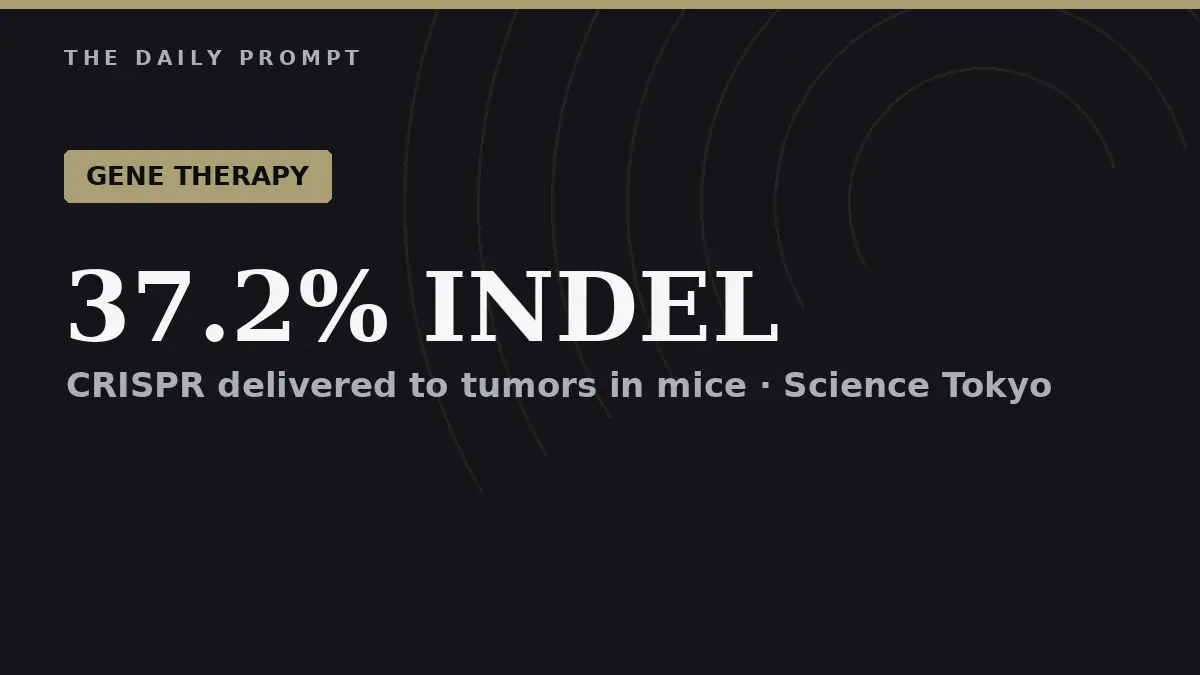 THE DAILY PROMPT
GENE THERAPY
37.2% INDEL
CRISPR delivered to tumors in mice · Science Tokyo